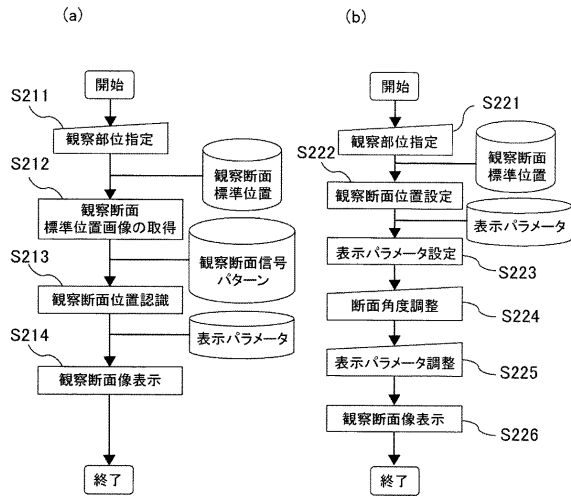 (a)
開始
S211
観察部位指定
観察断面
標準位置
S212
観察断面
標準位置画像の取得
観察断面信号
パターン
S213
観察断面位置認識
表示パラメータ
S214
観察断面像表示
終了
(b)
開始
S221
観察部位指定
観察断面
標準位置
S222
観察断面位置設定
表示パラメータ
表示パラメータ設定
S223
断面角度調整
S224
表示パラメータ調整
S225
観察断面像表示
S226
終了